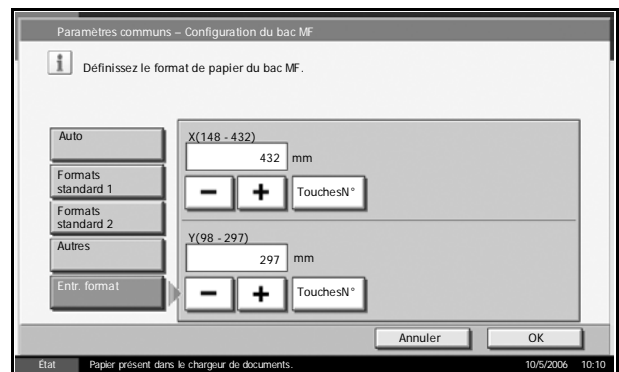 Paramètres communs – Configuration du bac MF
Définissez le format de papier du bac MF.
Auto
Formats
standard 1
Formats
standard 2
Autres
Entr. format
X(148 - 432)
432 mm
TouchesN°
Y(98 - 297)
297 mm
TouchesN°
Annuler
OK
État
Papier présent dans le chargeur de documents.
10/5/2006 10:10